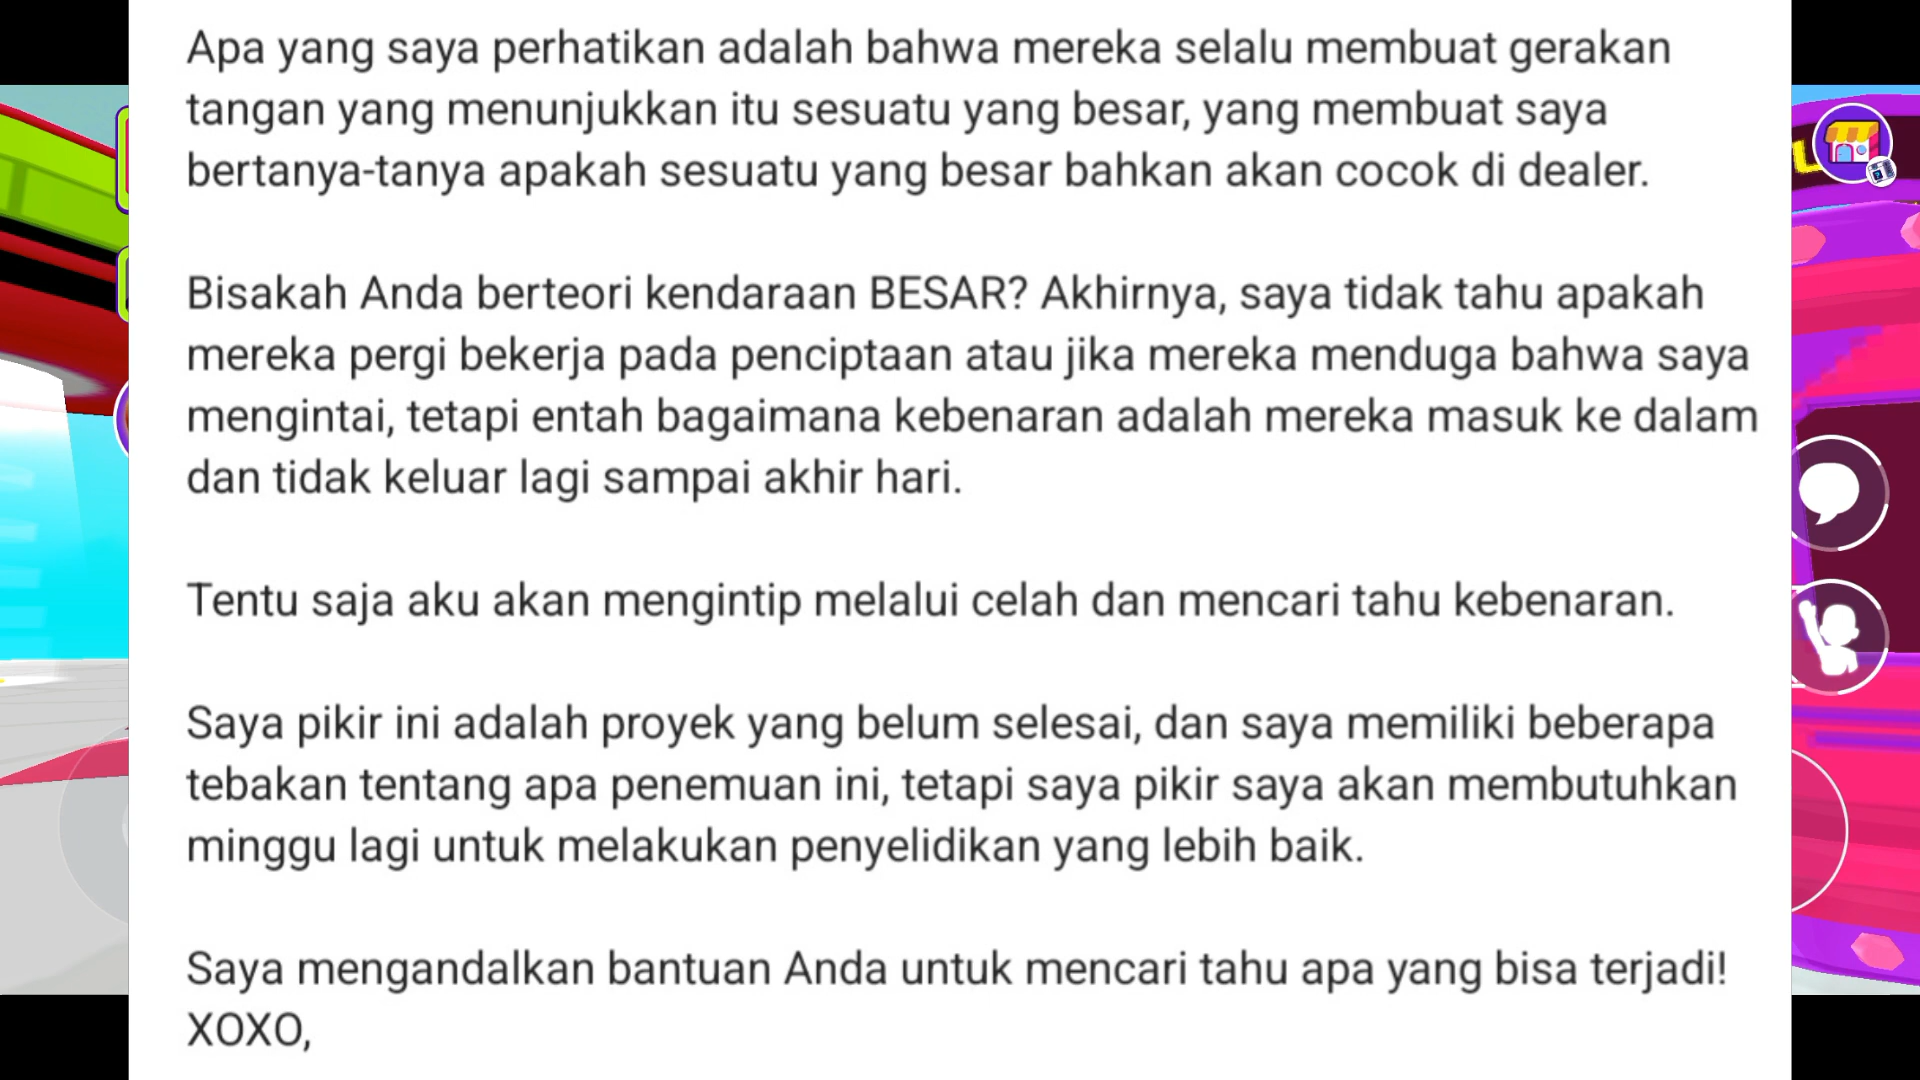 Apa yang saya perhatikan adalah bahwa mereka selalu membuat gerakan
tangan yang menunjukkan itu sesuatu yang besar, yang membuat saya
bertanya-tanya apakah sesuatu yang besar bahkan akan cocok di dealer.
Bisakah Anda berteori kendaraan BESAR? Akhirnya, saya tidak tahu apakah
mereka pergi bekerja pada penciptaan atau jika mereka menduga bahwa saya
mengintai, tetapi entah bagaimana kebenaran adalah mereka masuk ke dalam
dan tidak keluar lagi sampai akhir hari.
Tentu saja aku akan mengintip melalui celah dan mencari tahu kebenaran.
Saya pikir ini adalah proyek yang belum selesai, dan saya memiliki beberapa
tebakan tentang apa penemuan ini, tetapi saya pikir saya akan membutuhkan
minggu lagi untuk melakukan penyelidikan yang lebih baik.
Saya mengandalkan bantuan Anda untuk mencari tahu apa yang bisa terjadi!
XOXO,